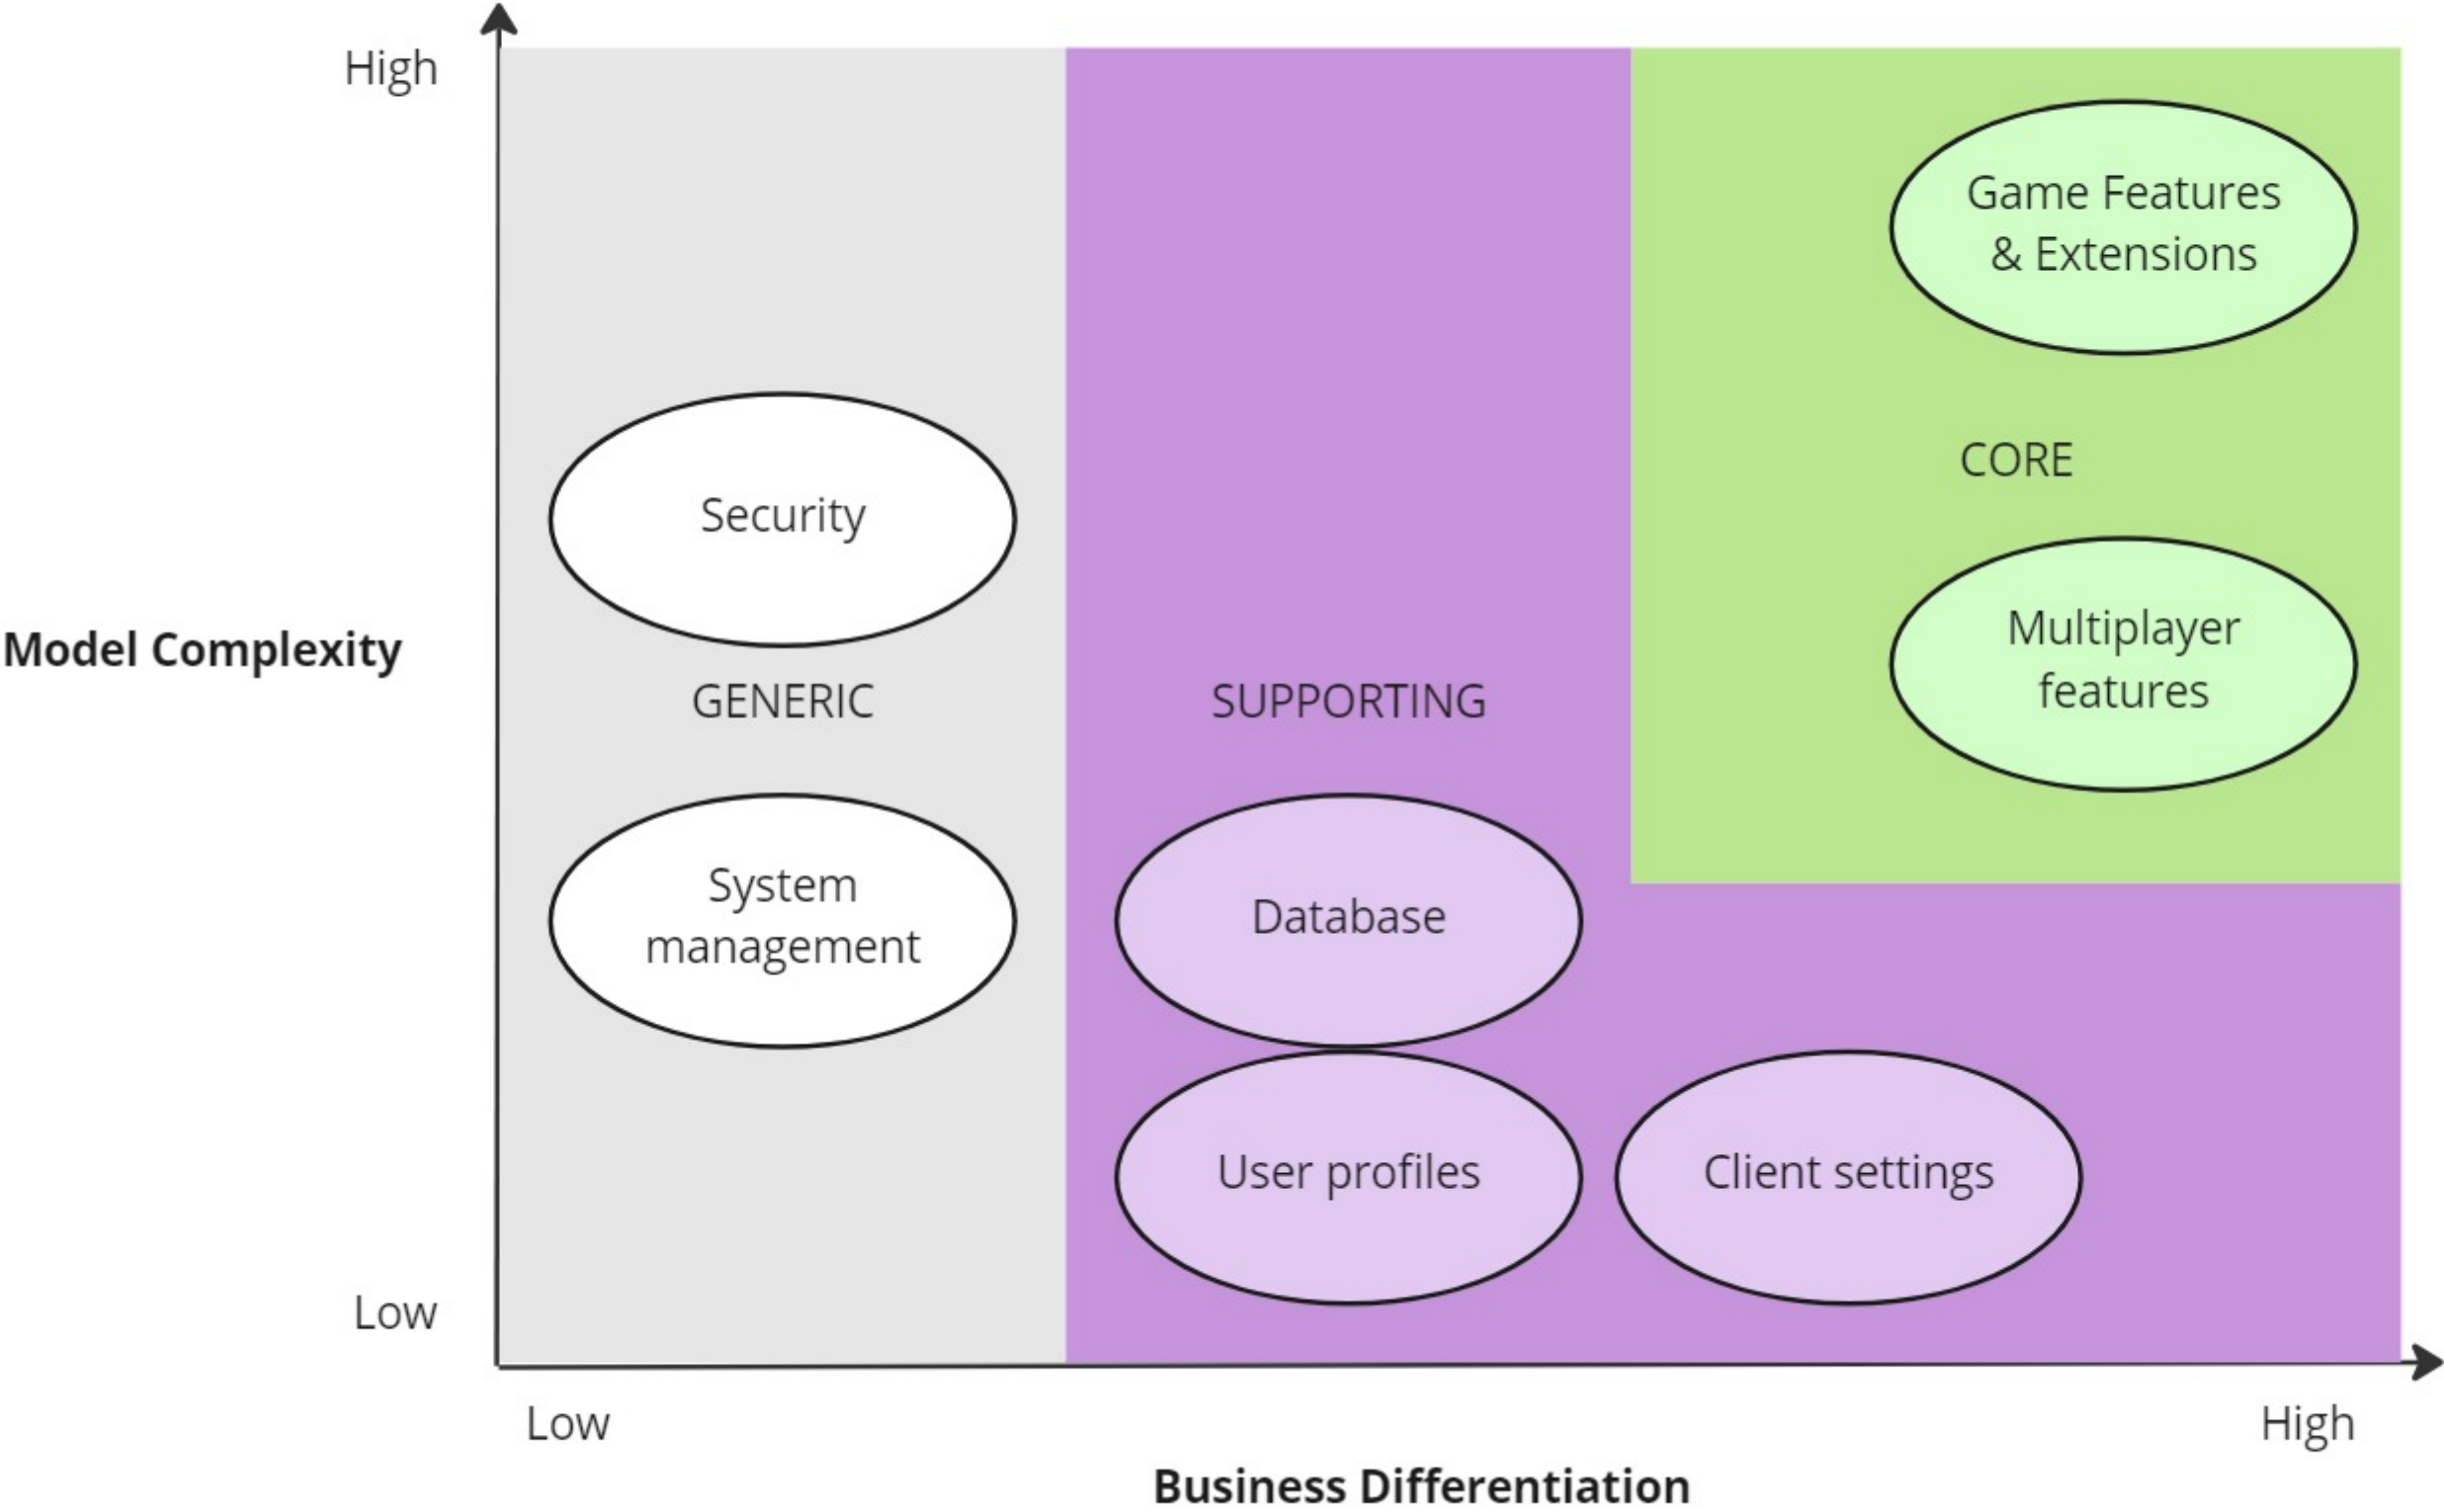 High
Game Features
& Extensions
CORE
Security
Multiplayer
features
Model Complexity
GENERIC
SUPPORTING
System
management
Database
User profiles
Client settings
Low
Low
High
Business Differentiation